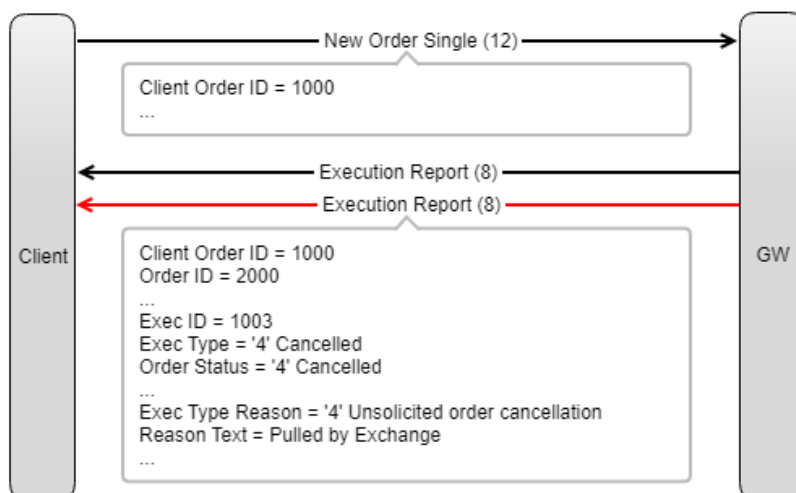 New Order Single (12)
Client Order ID = 1000
...
Execution Report (8)
Execution Report (8)
Client
GW
Client Order ID = 1000
Order ID = 2000
...
Exec ID = 1003
Exec Type = '4' Cancelled
Order Status = '4' Cancelled
...
Exec Type Reason = '4' Unsolicited order cancellation
Reason Text = Pulled by Exchange
...